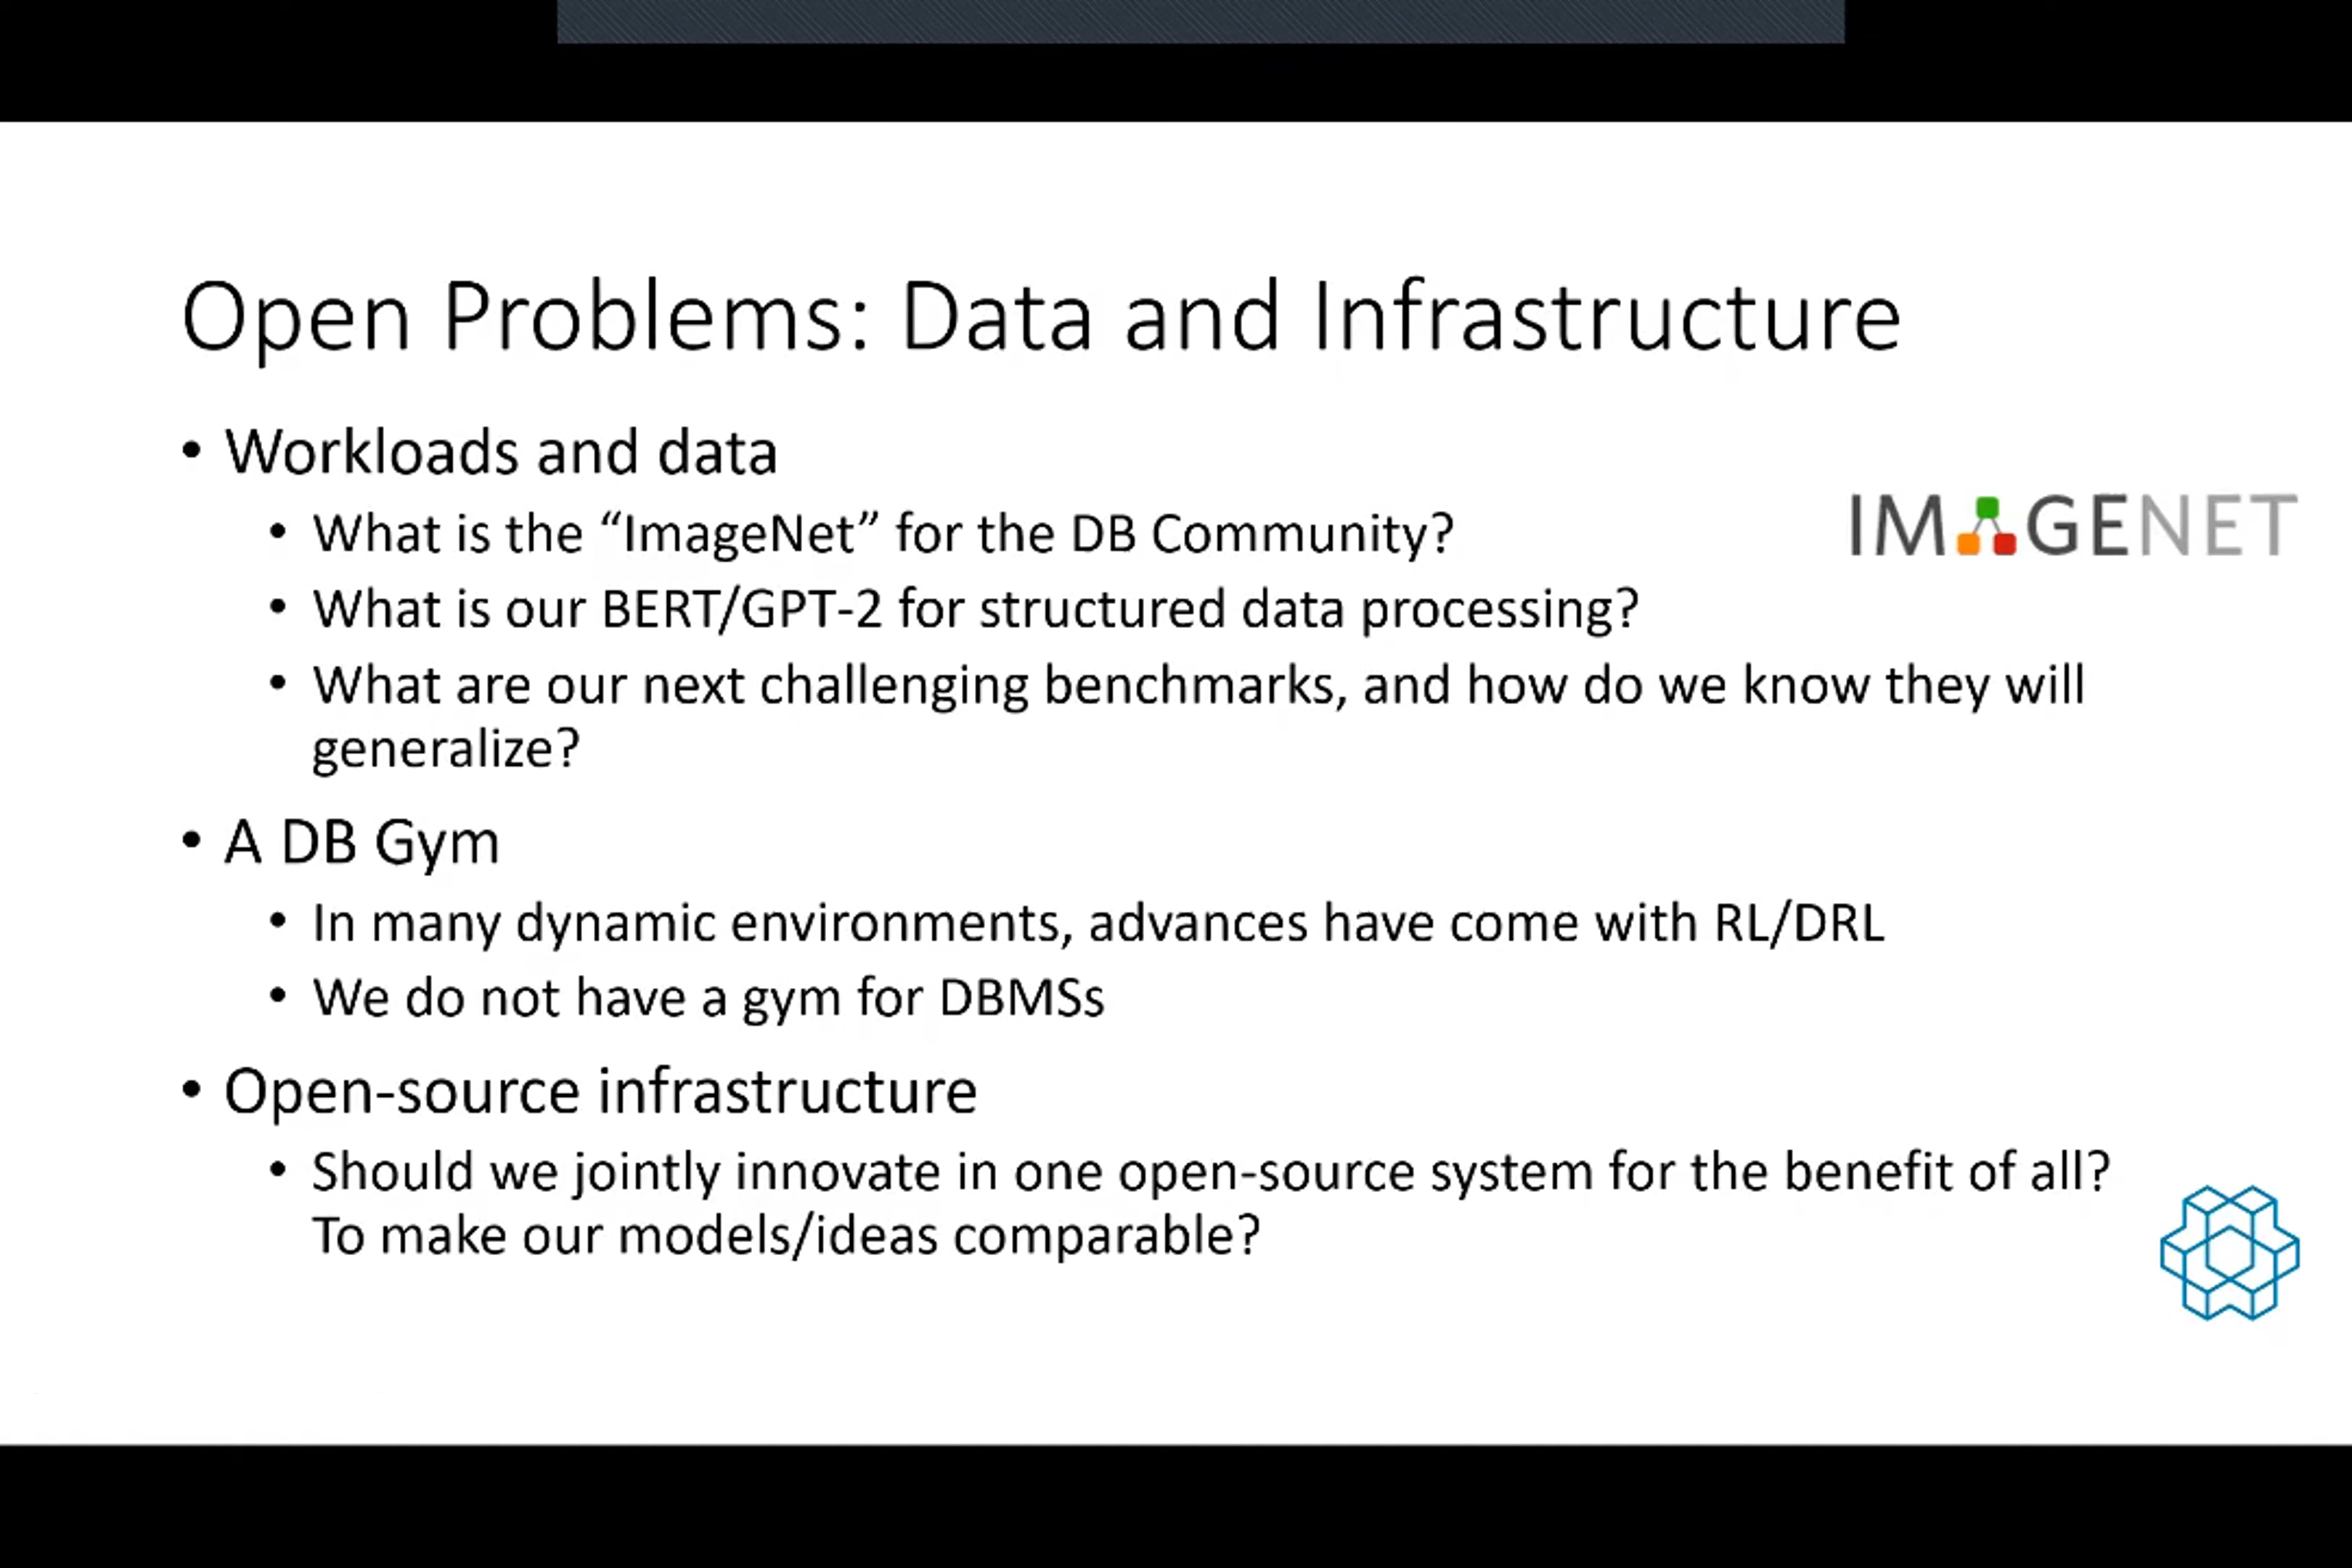 Open Problems: Data and Infrastructure
• Workloads and data
• What is the “ImageNet” for the DB Community?
IMAGENET
• What is our BERT/GPT-2 for structured data processing?
• What are our next challenging benchmarks, and how do we know they will
generalize?
• A DB Gym
• In many dynamic environments, advances have come with RL/DRL
• We do not have a gym for DBMSs
• Open-source infrastructure
• Should we jointly innovate in one open-source system for the benefit of all?
To make our models/ideas comparable?